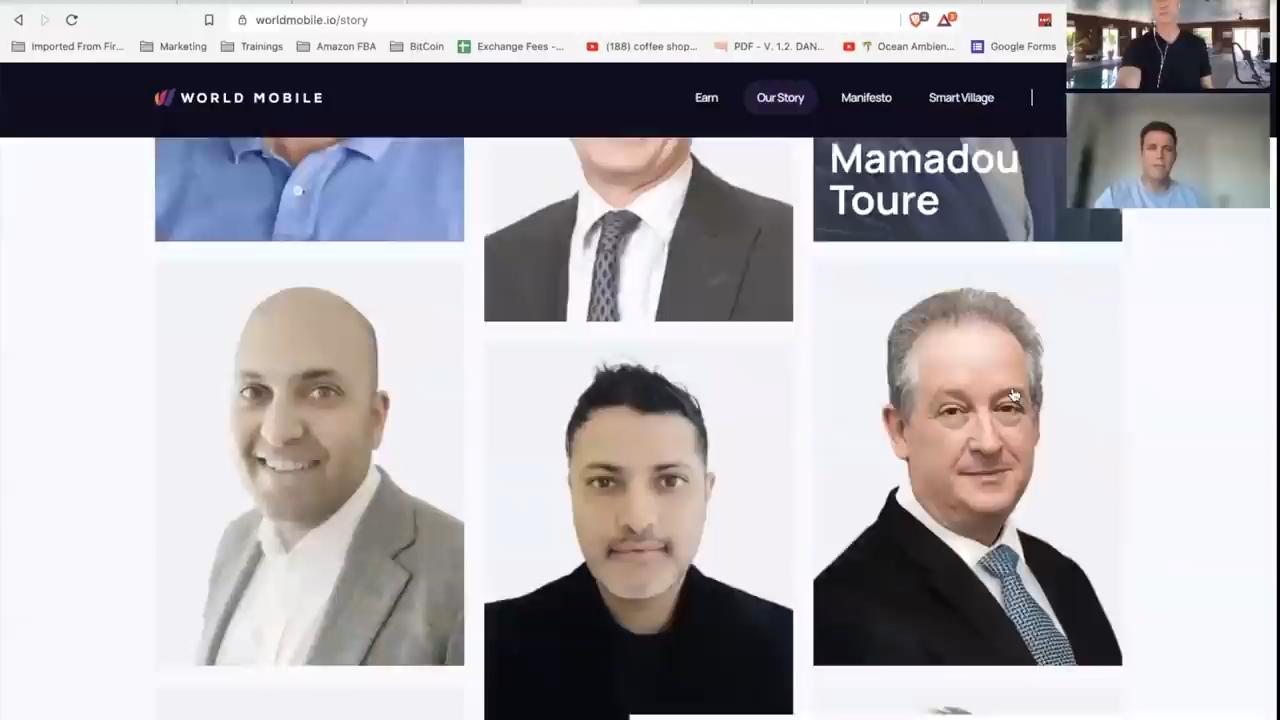 worldmobile.io/story
Imported From Fir... Marketing Trainings Amazon FBA BitCoin Exchange Fees -... (188) coffee shop... PDF - V. 1.2. DAN... Ocean Ambien... Google Forms
WORLD MOBILE Earn Our Story Manifesto Smart Village
Mamadou
Toure